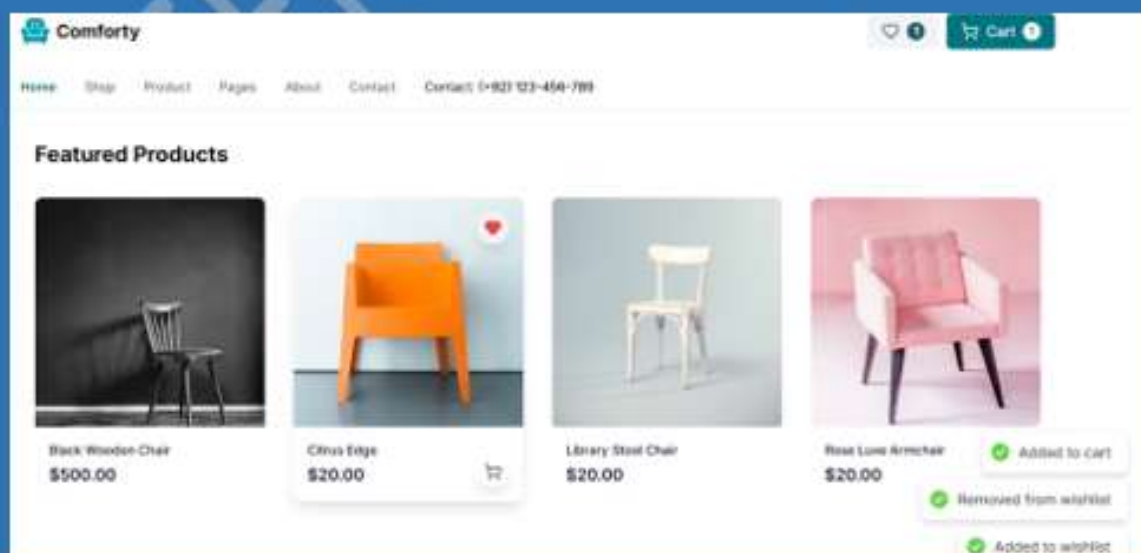 Comforty
1 Cart 1
Home Shop Product Pages About Contact Contact: (+92) 123-456-789
Featured Products
Black Wooden Chair
$500.00
Citrus Edge
$20.00
Library Stool Chair
$20.00
Rose Luxe Armchair
$20.00
Added to cart
Removed from wishlist
Added to wishlist